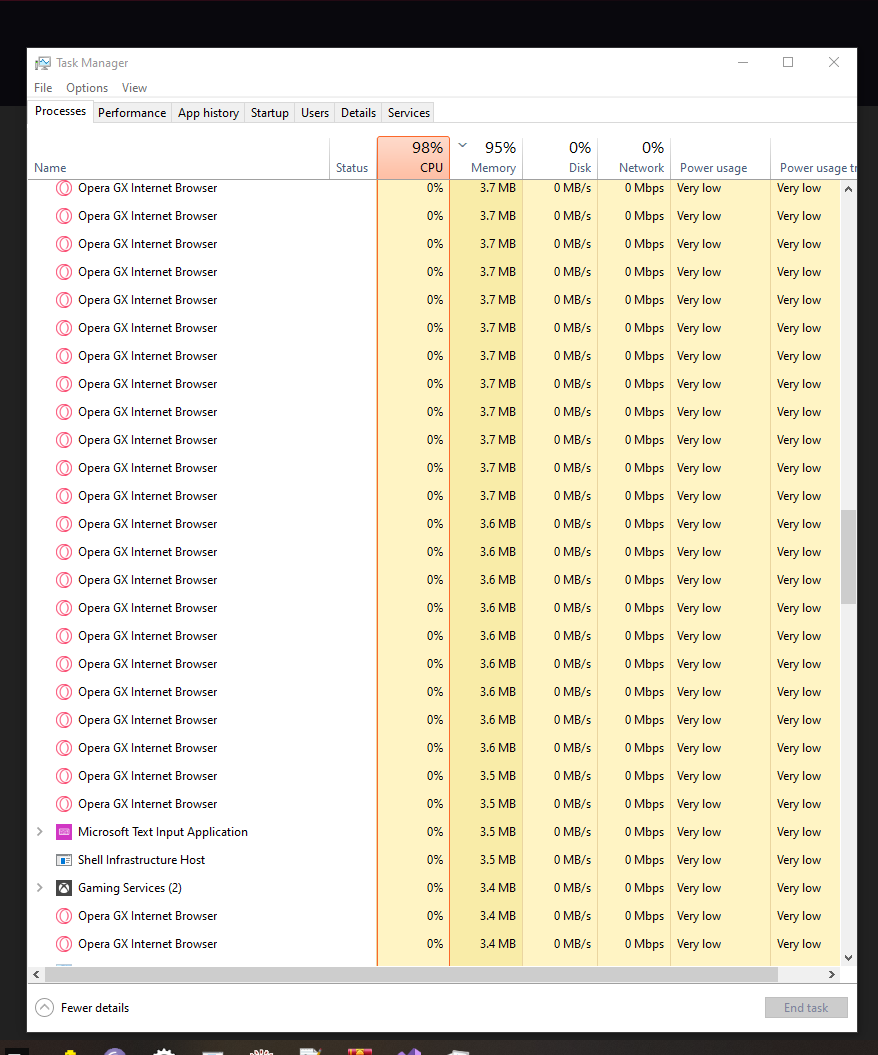 Task Manager
File Options View
Processes Performance App history Startup Users Details Services
98% 95% 0% 0%
Name Status CPU Memory Disk Network Power usage Power usage tr
Opera GX Internet Browser 0% 3.7 MB 0 MB/s 0 Mbps Very low Very low
Opera GX Internet Browser 0% 3.7 MB 0 MB/s 0 Mbps Very low Very low
Opera GX Internet Browser 0% 3.7 MB 0 MB/s 0 Mbps Very low Very low
Opera GX Internet Browser 0% 3.7 MB 0 MB/s 0 Mbps Very low Very low
Opera GX Internet Browser 0% 3.7 MB 0 MB/s 0 Mbps Very low Very low
Opera GX Internet Browser 0% 3.7 MB 0 MB/s 0 Mbps Very low Very low
Opera GX Internet Browser 0% 3.7 MB 0 MB/s 0 Mbps Very low Very low
Opera GX Internet Browser 0% 3.7 MB 0 MB/s 0 Mbps Very low Very low
Opera GX Internet Browser 0% 3.7 MB 0 MB/s 0 Mbps Very low Very low
Opera GX Internet Browser 0% 3.7 MB 0 MB/s 0 Mbps Very low Very low
Opera GX Internet Browser 0% 3.7 MB 0 MB/s 0 Mbps Very low Very low
Opera GX Internet Browser 0% 3.7 MB 0 MB/s 0 Mbps Very low Very low
Opera GX Internet Browser 0% 3.6 MB 0 MB/s 0 Mbps Very low Very low
Opera GX Internet Browser 0% 3.6 MB 0 MB/s 0 Mbps Very low Very low
Opera GX Internet Browser 0% 3.6 MB 0 MB/s 0 Mbps Very low Very low
Opera GX Internet Browser 0% 3.6 MB 0 MB/s 0 Mbps Very low Very low
Opera GX Internet Browser 0% 3.6 MB 0 MB/s 0 Mbps Very low Very low
Opera GX Internet Browser 0% 3.6 MB 0 MB/s 0 Mbps Very low Very low
Opera GX Internet Browser 0% 3.6 MB 0 MB/s 0 Mbps Very low Very low
Opera GX Internet Browser 0% 3.6 MB 0 MB/s 0 Mbps Very low Very low
Opera GX Internet Browser 0% 3.6 MB 0 MB/s 0 Mbps Very low Very low
Opera GX Internet Browser 0% 3.5 MB 0 MB/s 0 Mbps Very low Very low
Opera GX Internet Browser 0% 3.5 MB 0 MB/s 0 Mbps Very low Very low
Microsoft Text Input Application 0% 3.5 MB 0 MB/s 0 Mbps Very low Very low
Shell Infrastructure Host 0% 3.5 MB 0 MB/s 0 Mbps Very low Very low
Gaming Services (2) 0% 3.4 MB 0 MB/s 0 Mbps Very low Very low
Opera GX Internet Browser 0% 3.4 MB 0 MB/s 0 Mbps Very low Very low
Opera GX Internet Browser 0% 3.4 MB 0 MB/s 0 Mbps Very low Very low
Fewer details End task